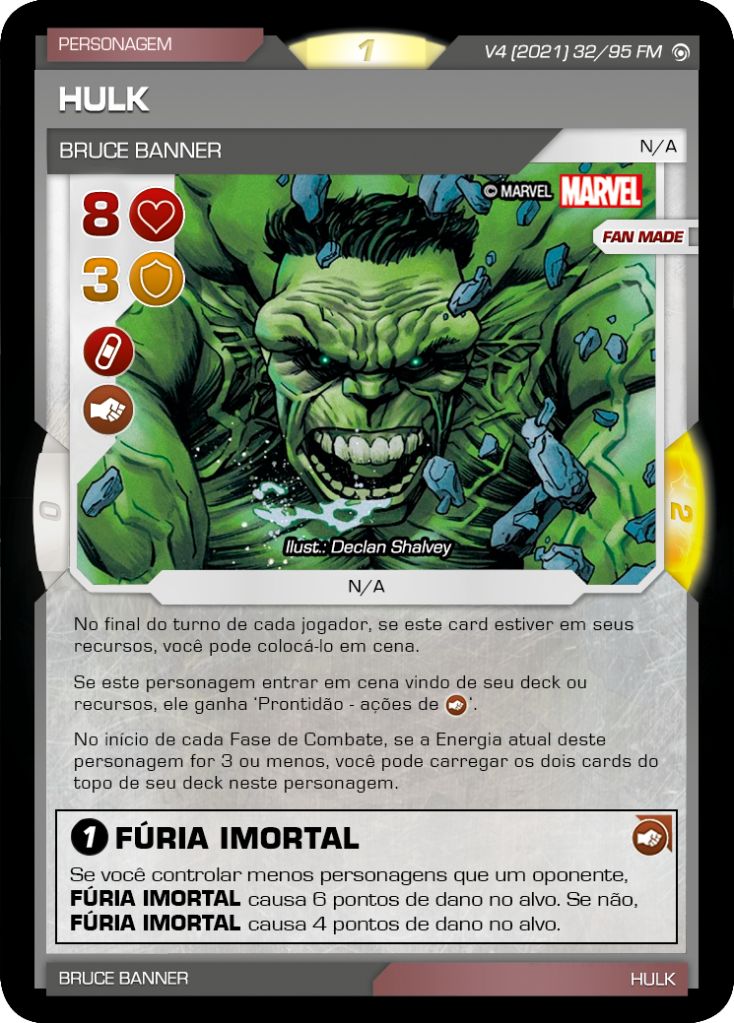 PERSONAGEM
1
V4 (2021) 32/95 FM
HULK
BRUCE BANNER
N/A
8
© MARVEL MARVEL
FAN MADE
3
0
2
Ilust.: Declan Shalvey
N/A
No final do turno de cada jogador, se este card estiver em seus
recursos, você pode colocá-lo em cena.
Se este personagem entrar em cena vindo de seu deck ou
recursos, ele ganha 'Prontidão - ações de '.
No início de cada Fase de Combate, se a Energia atual deste
personagem for 3 ou menos, você pode carregar os dois cards do
topo de seu deck neste personagem.
1 FÚRIA IMORTAL
Se você controlar menos personagens que um oponente,
FÚRIA IMORTAL causa 6 pontos de dano no alvo. Se não,
FÚRIA IMORTAL causa 4 pontos de dano no alvo.
BRUCE BANNER
HULK